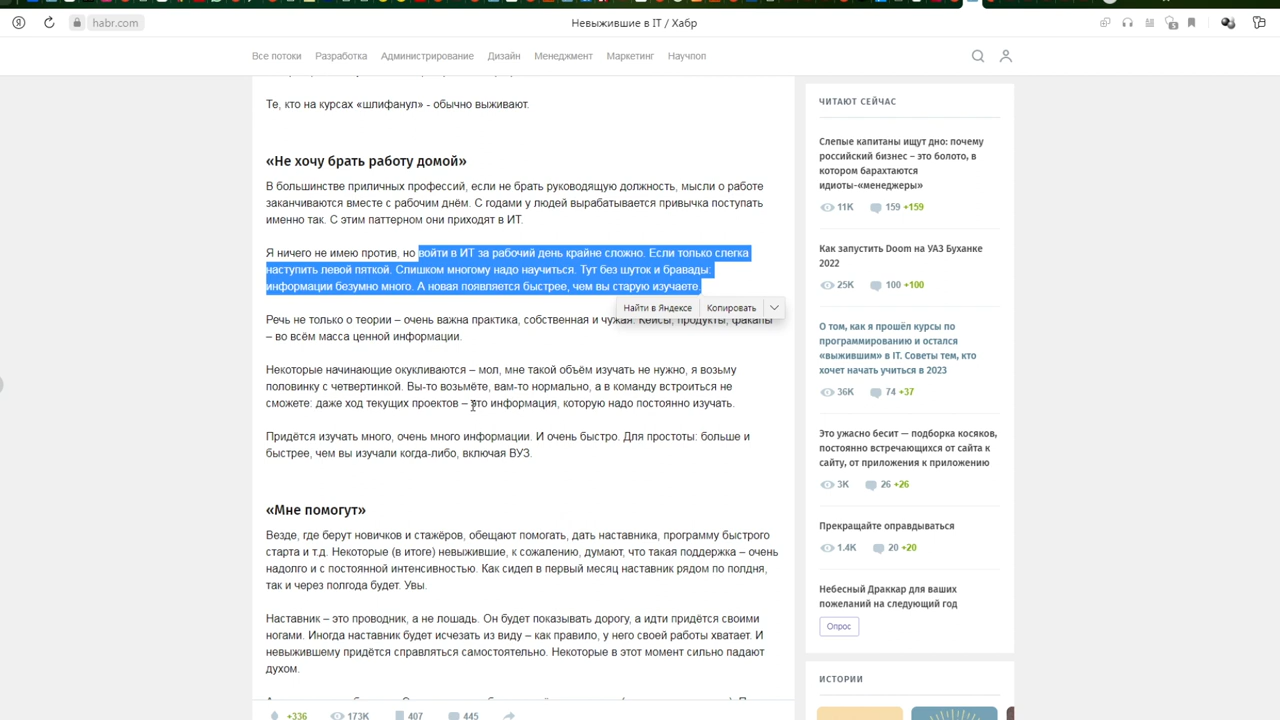 habr.com
Невыжившие в IT / Хабр
Все потоки Разработка Администрирование Дизайн Менеджмент Маркетинг Научпоп
Те, кто на курсах «шлифанул» - обычно выживают.
«Не хочу брать работу домой»
В большинстве приличных профессий, если не брать руководящую должность, мысли о работе
заканчиваются вместе с рабочим днём. С годами у людей вырабатывается привычка поступать
именно так. С этим паттерном они приходят в ИТ.
Я ничего не имею против, но войти в ИТ за рабочий день крайне сложно. Если только слегка
наступить левой пяткой. Слишком многому надо научиться. Тут без шуток и бравады:
информации безумно много. А новая появляется быстрее, чем вы старую изучаете.
Найти в Яндексе Копировать
Речь не только о теории – очень важна практика, собственная и чужая. Кейсы, продукты, факапы
– во всём масса ценной информации.
Некоторые начинающие окукливаются – мол, мне такой объём изучать не нужно, я возьму
половинку с четвертинкой. Вы-то возьмёте, вам-то нормально, а в команду встроиться не
сможете: даже ход текущих проектов – это информация, которую надо постоянно изучать.
Придётся изучать много, очень много информации. И очень быстро. Для простоты: больше и
быстрее, чем вы изучали когда-либо, включая ВУЗ.
«Мне помогут»
Везде, где берут новичков и стажёров, обещают помогать, дать наставника, программу быстрого
старта и т.д. Некоторые (в итоге) невыжившие, к сожалению, думают, что такая поддержка – очень
надолго и с постоянной интенсивностью. Как сидел в первый месяц наставник рядом по полдня,
так и через полгода будет. Увы.
Наставник – это проводник, а не лошадь. Он будет показывать дорогу, а идти придётся своими
ногами. Иногда наставник будет исчезать из виду – как правило, у него своей работы хватает. И
невыжившему придётся справляться самостоятельно. Некоторые в этот момент сильно падают
духом.
+336 173K 407 445
ЧИТАЮТ СЕЙЧАС
Слепые капитаны ищут дно: почему
российский бизнес – это болото, в
котором барахтаются
идиоты-«менеджеры»
11K 159 +159
Как запустить Doom на УАЗ Буханке
2022
25K 100 +100
О том, как я прошёл курсы по
программированию и остался
«выжившим» в IT. Советы тем, кто
хочет начать учиться в 2023
36K 74 +37
Это ужасно бесит — подборка косяков,
постоянно встречающихся от сайта к
сайту, от приложения к приложению
3K 26 +26
Прекращайте оправдываться
1.4K 20 +20
Небесный Драккар для ваших
пожеланий на следующий год
Опрос
ИСТОРИИ